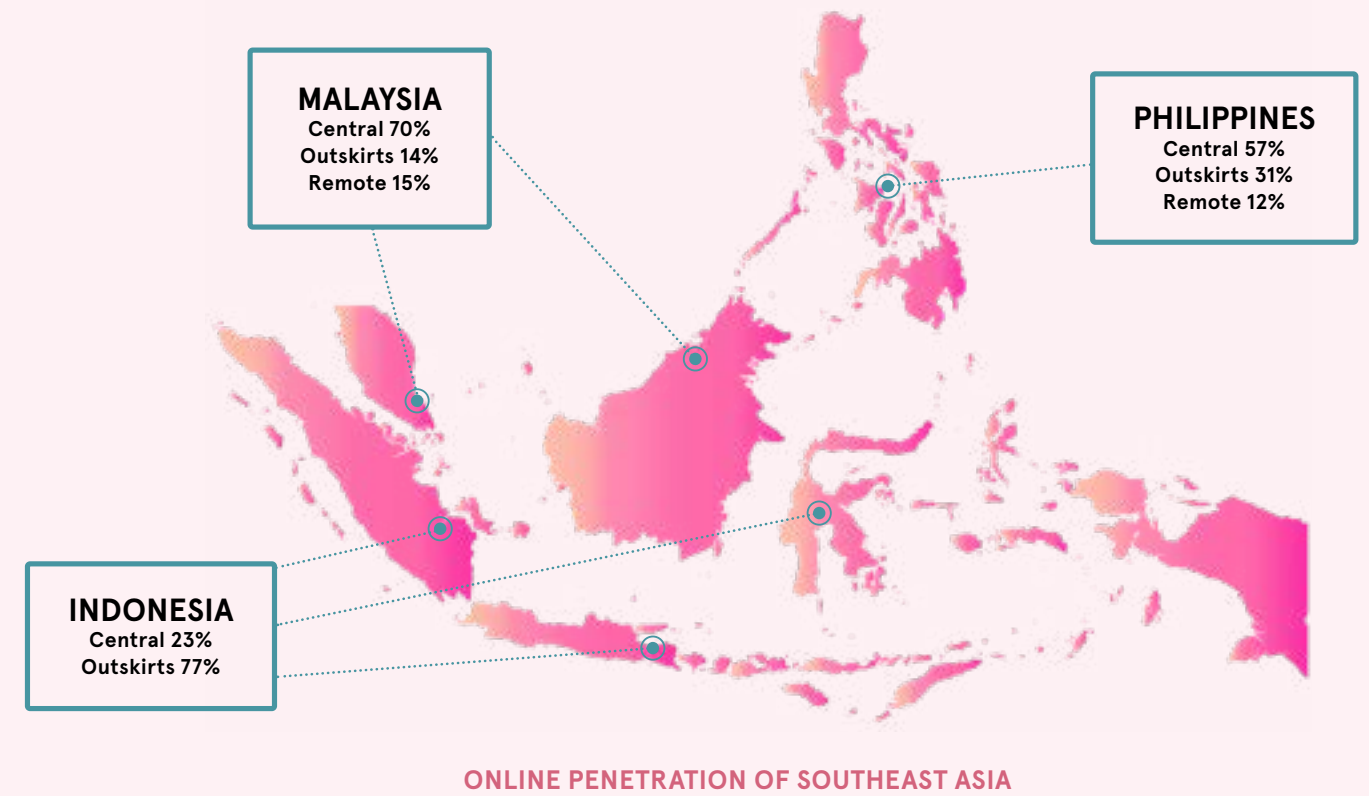 MALAYSIA
Central 70%
Outskirts 14%
Remote 15%
PHILIPPINES
Central 57%
Outskirts 31%
Remote 12%
INDONESIA
Central 23%
Outskirts 77%
ONLINE PENETRATION OF SOUTHEAST ASIA